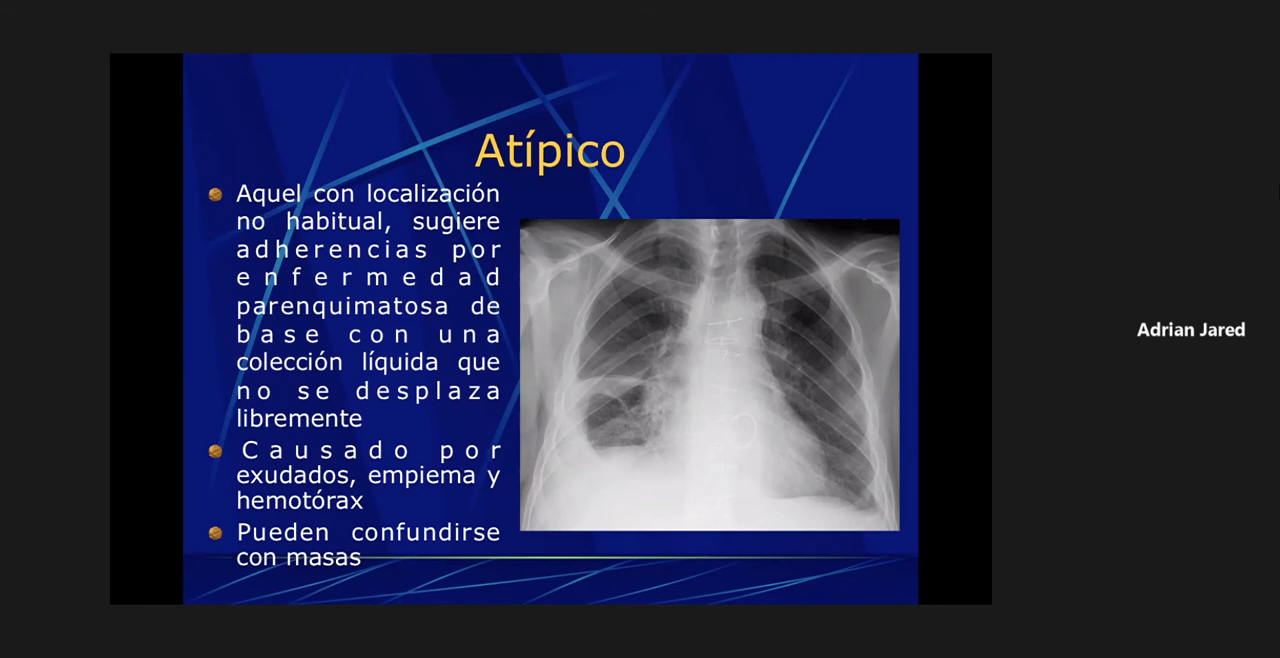 Atípico
Aquel con localización
no habitual, sugiere
adherencias por
enfermedad
parenquimatosa de
base con una
colección líquida que
no se desplaza
libremente
Causado por
exudados, empiema y
hemotórax
Pueden confundirse
con masas
Adrian Jared